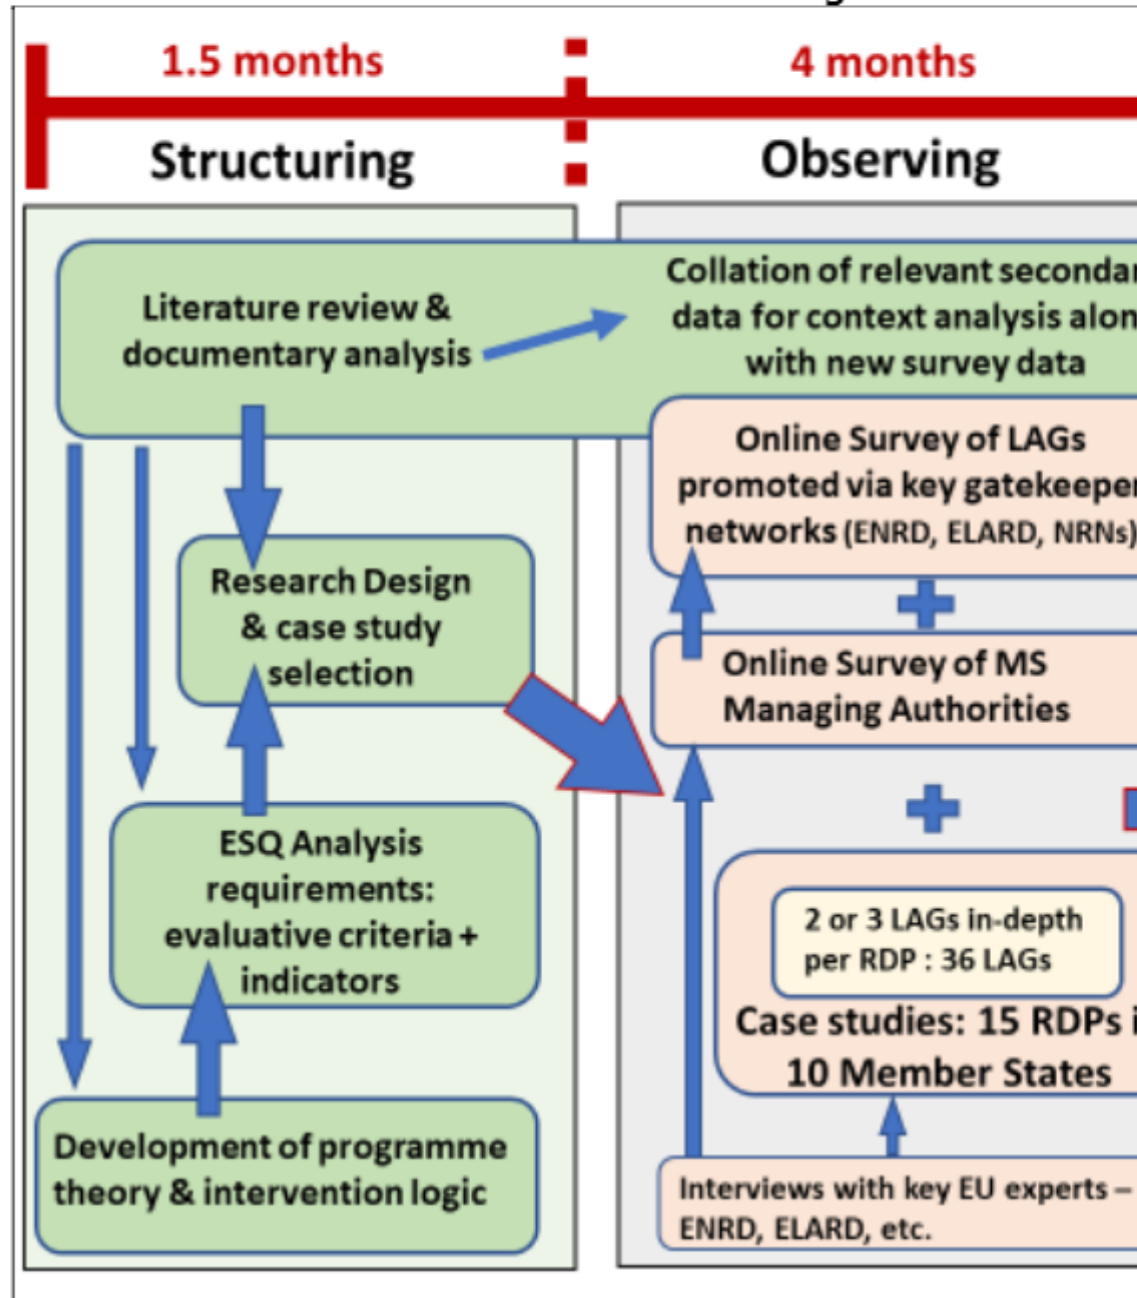 1.5 months
4 months
Structuring
Observing
Literature review &
documentary analysis
Collation of relevant
data for context analysis
with new survey data
Online Survey of LAGs
promoted via key
networks (ENRD, ELARD, NRNs)
Research Design
& case study
selection
Online Survey of MS
Managing Authorities
ESQ Analysis
requirements:
evaluative criteria +
indicators
2 or 3 LAGs in-depth
per RDP : 36 LAGs
Case studies: 15 RDPs
10 Member States
Development of programme
theory & intervention logic
Interviews with key EU experts –
ENRD, ELARD, etc.